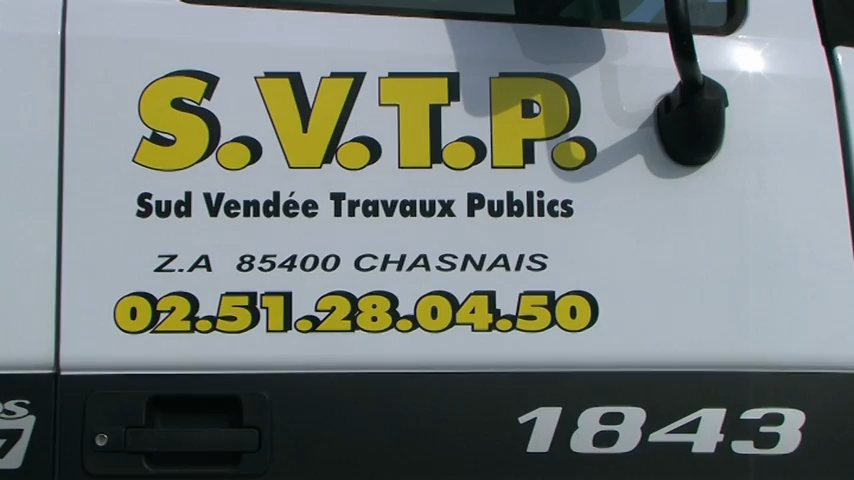 S.V.T.P.
Sud Vendée Travaux Publics
Z.A 85400 CHASNAIS
02.51.28.04.50
1843